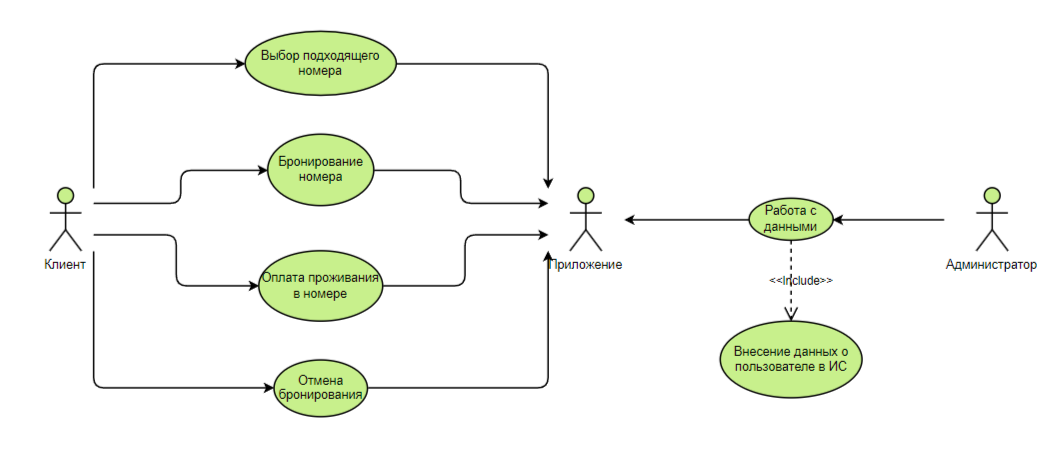 Выбор подходящего
номера
Бронирование
номера
Клиент
Оплата проживания
в номере
Отмена
бронирования
Приложение
Работа с
данными
<<Include>>
Внесение данных о
пользователе в ИС
Администратор